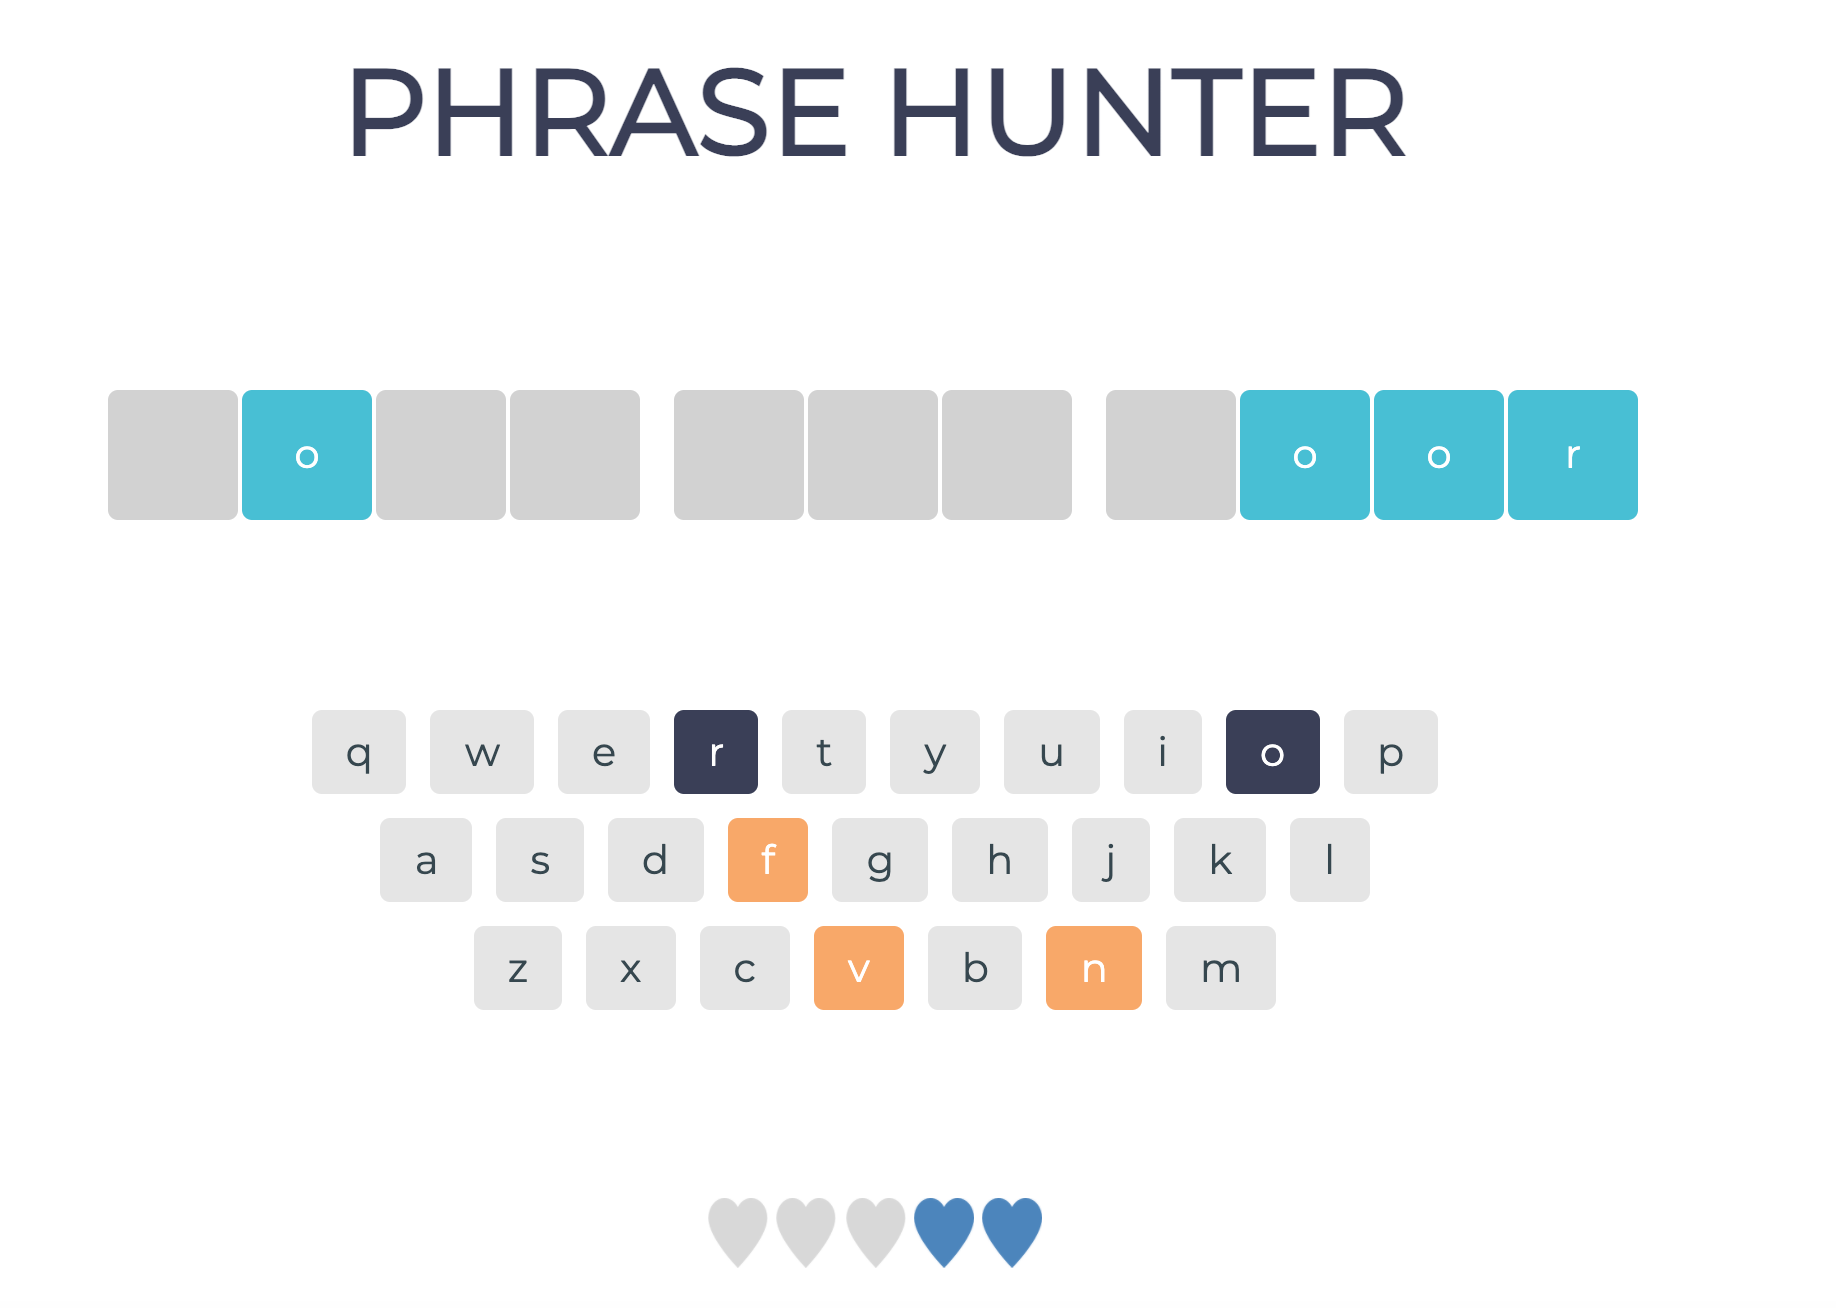 PHRASE HUNTER
o o o r
q w e r t y u i o p
a s d f g h j k l
z x c v b n m